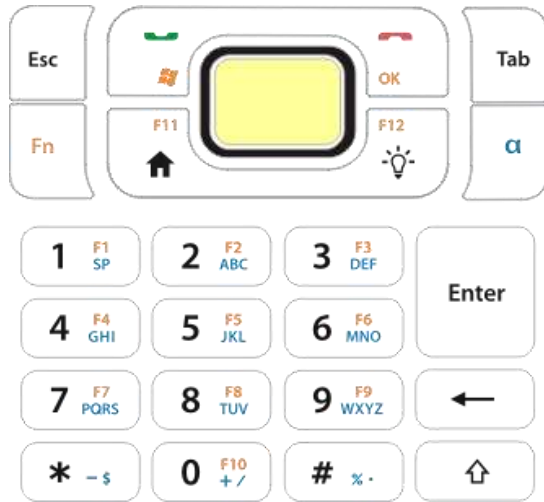 Esc
Tab
OK
Fn
F11
F12
α
1 F1 SP
2 F2 ABC
3 F3 DEF
Enter
4 F4 GHI
5 F5 JKL
6 F6 MNO
7 F7 PQRS
8 F8 TUV
9 F9 WXYZ
* - $
0 F10 + /
# % .